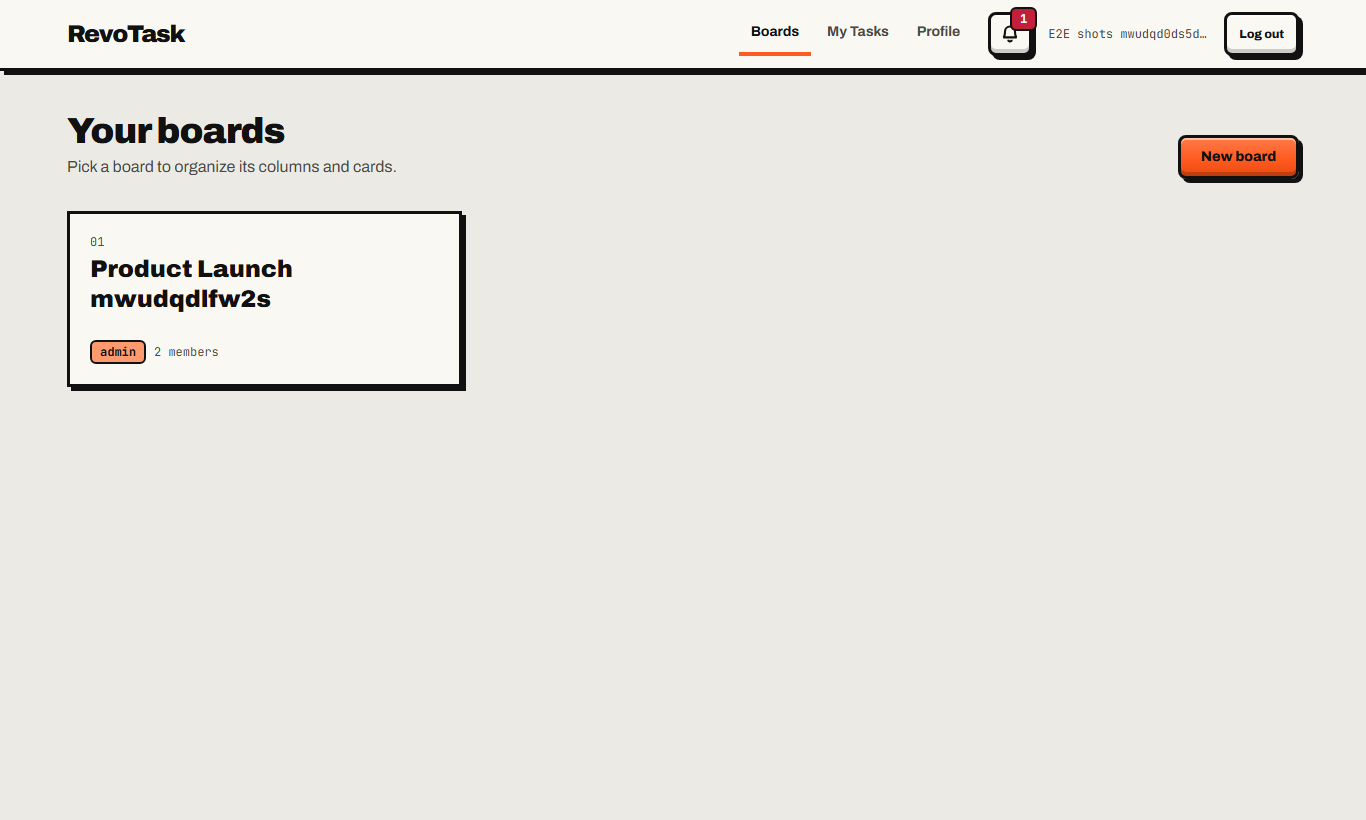 RevoTask
Boards
My Tasks
Profile
1
E2E shots mwudqd0ds5d…
Log out
Your boards
Pick a board to organize its columns and cards.
New board
01
Product Launch
mwudqdlfw2s
admin
2 members